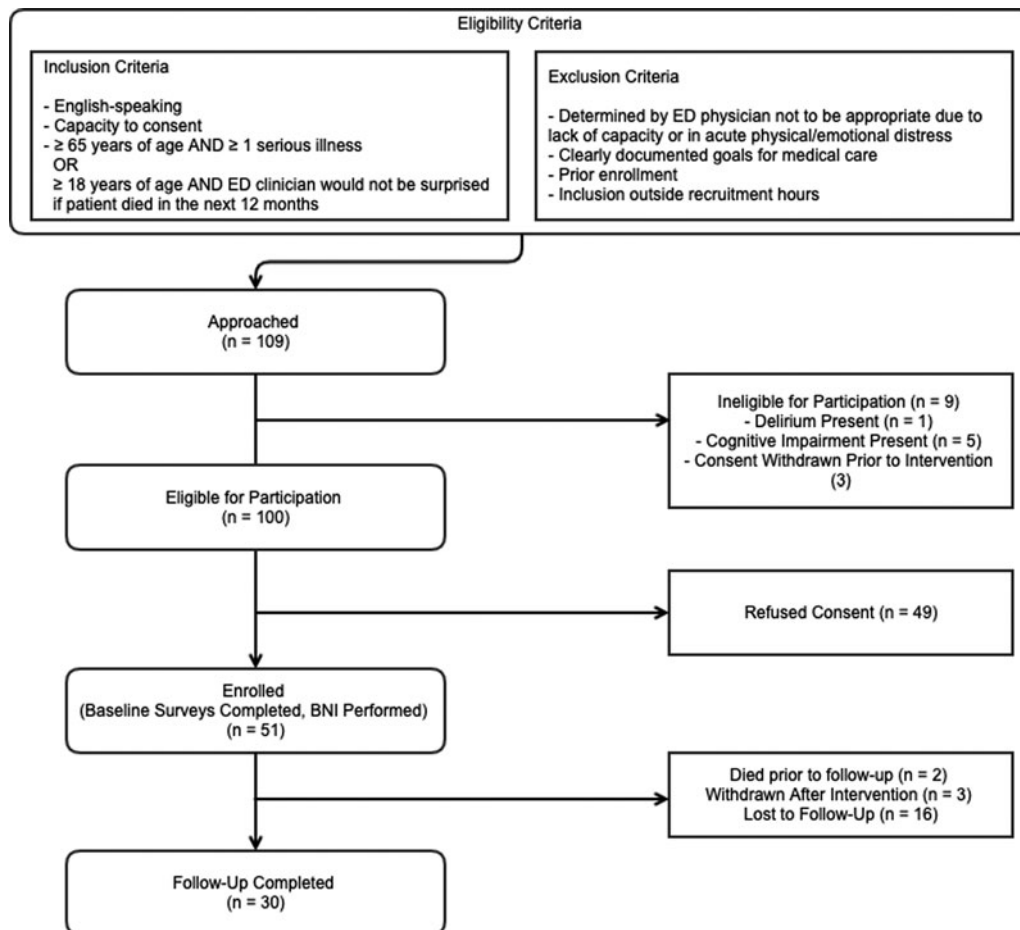 Eligibility Criteria
Inclusion Criteria
- English-speaking
- Capacity to consent
- ≥ 65 years of age AND ≥ 1 serious illness
OR
≥ 18 years of age AND ED clinician would not be surprised
if patient died in the next 12 months
Exclusion Criteria
- Determined by ED physician not to be appropriate due to
lack of capacity or in acute physical/emotional distress
- Clearly documented goals for medical care
- Prior enrollment
- Inclusion outside recruitment hours
Approached
(n = 109)
Ineligible for Participation (n = 9)
- Delirium Present (n = 1)
- Cognitive Impairment Present (n = 5)
- Consent Withdrawn Prior to Intervention
(3)
Eligible for Participation
(n = 100)
Refused Consent (n = 49)
Enrolled
(Baseline Surveys Completed, BNI Performed)
(n = 51)
Died prior to follow-up (n = 2)
Withdrawn After Intervention (n = 3)
Lost to Follow-Up (n = 16)
Follow-Up Completed
(n = 30)